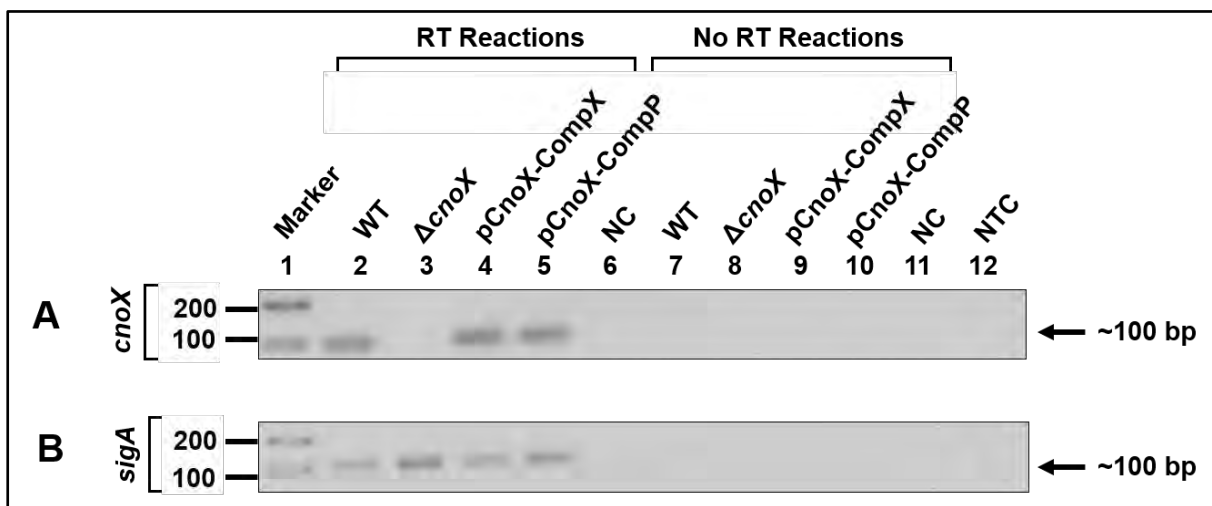 RT Reactions No RT Reactions
Marker WT ΔcnoX pCnoX-CompX pCnoX-CompP NC WT ΔcnoX pCnoX-CompX pCnoX-CompP NC NTC
1 2 3 4 5 6 7 8 9 10 11 12
A cnoX 200
100 ~100 bp
B sigA 200
100 ~100 bp